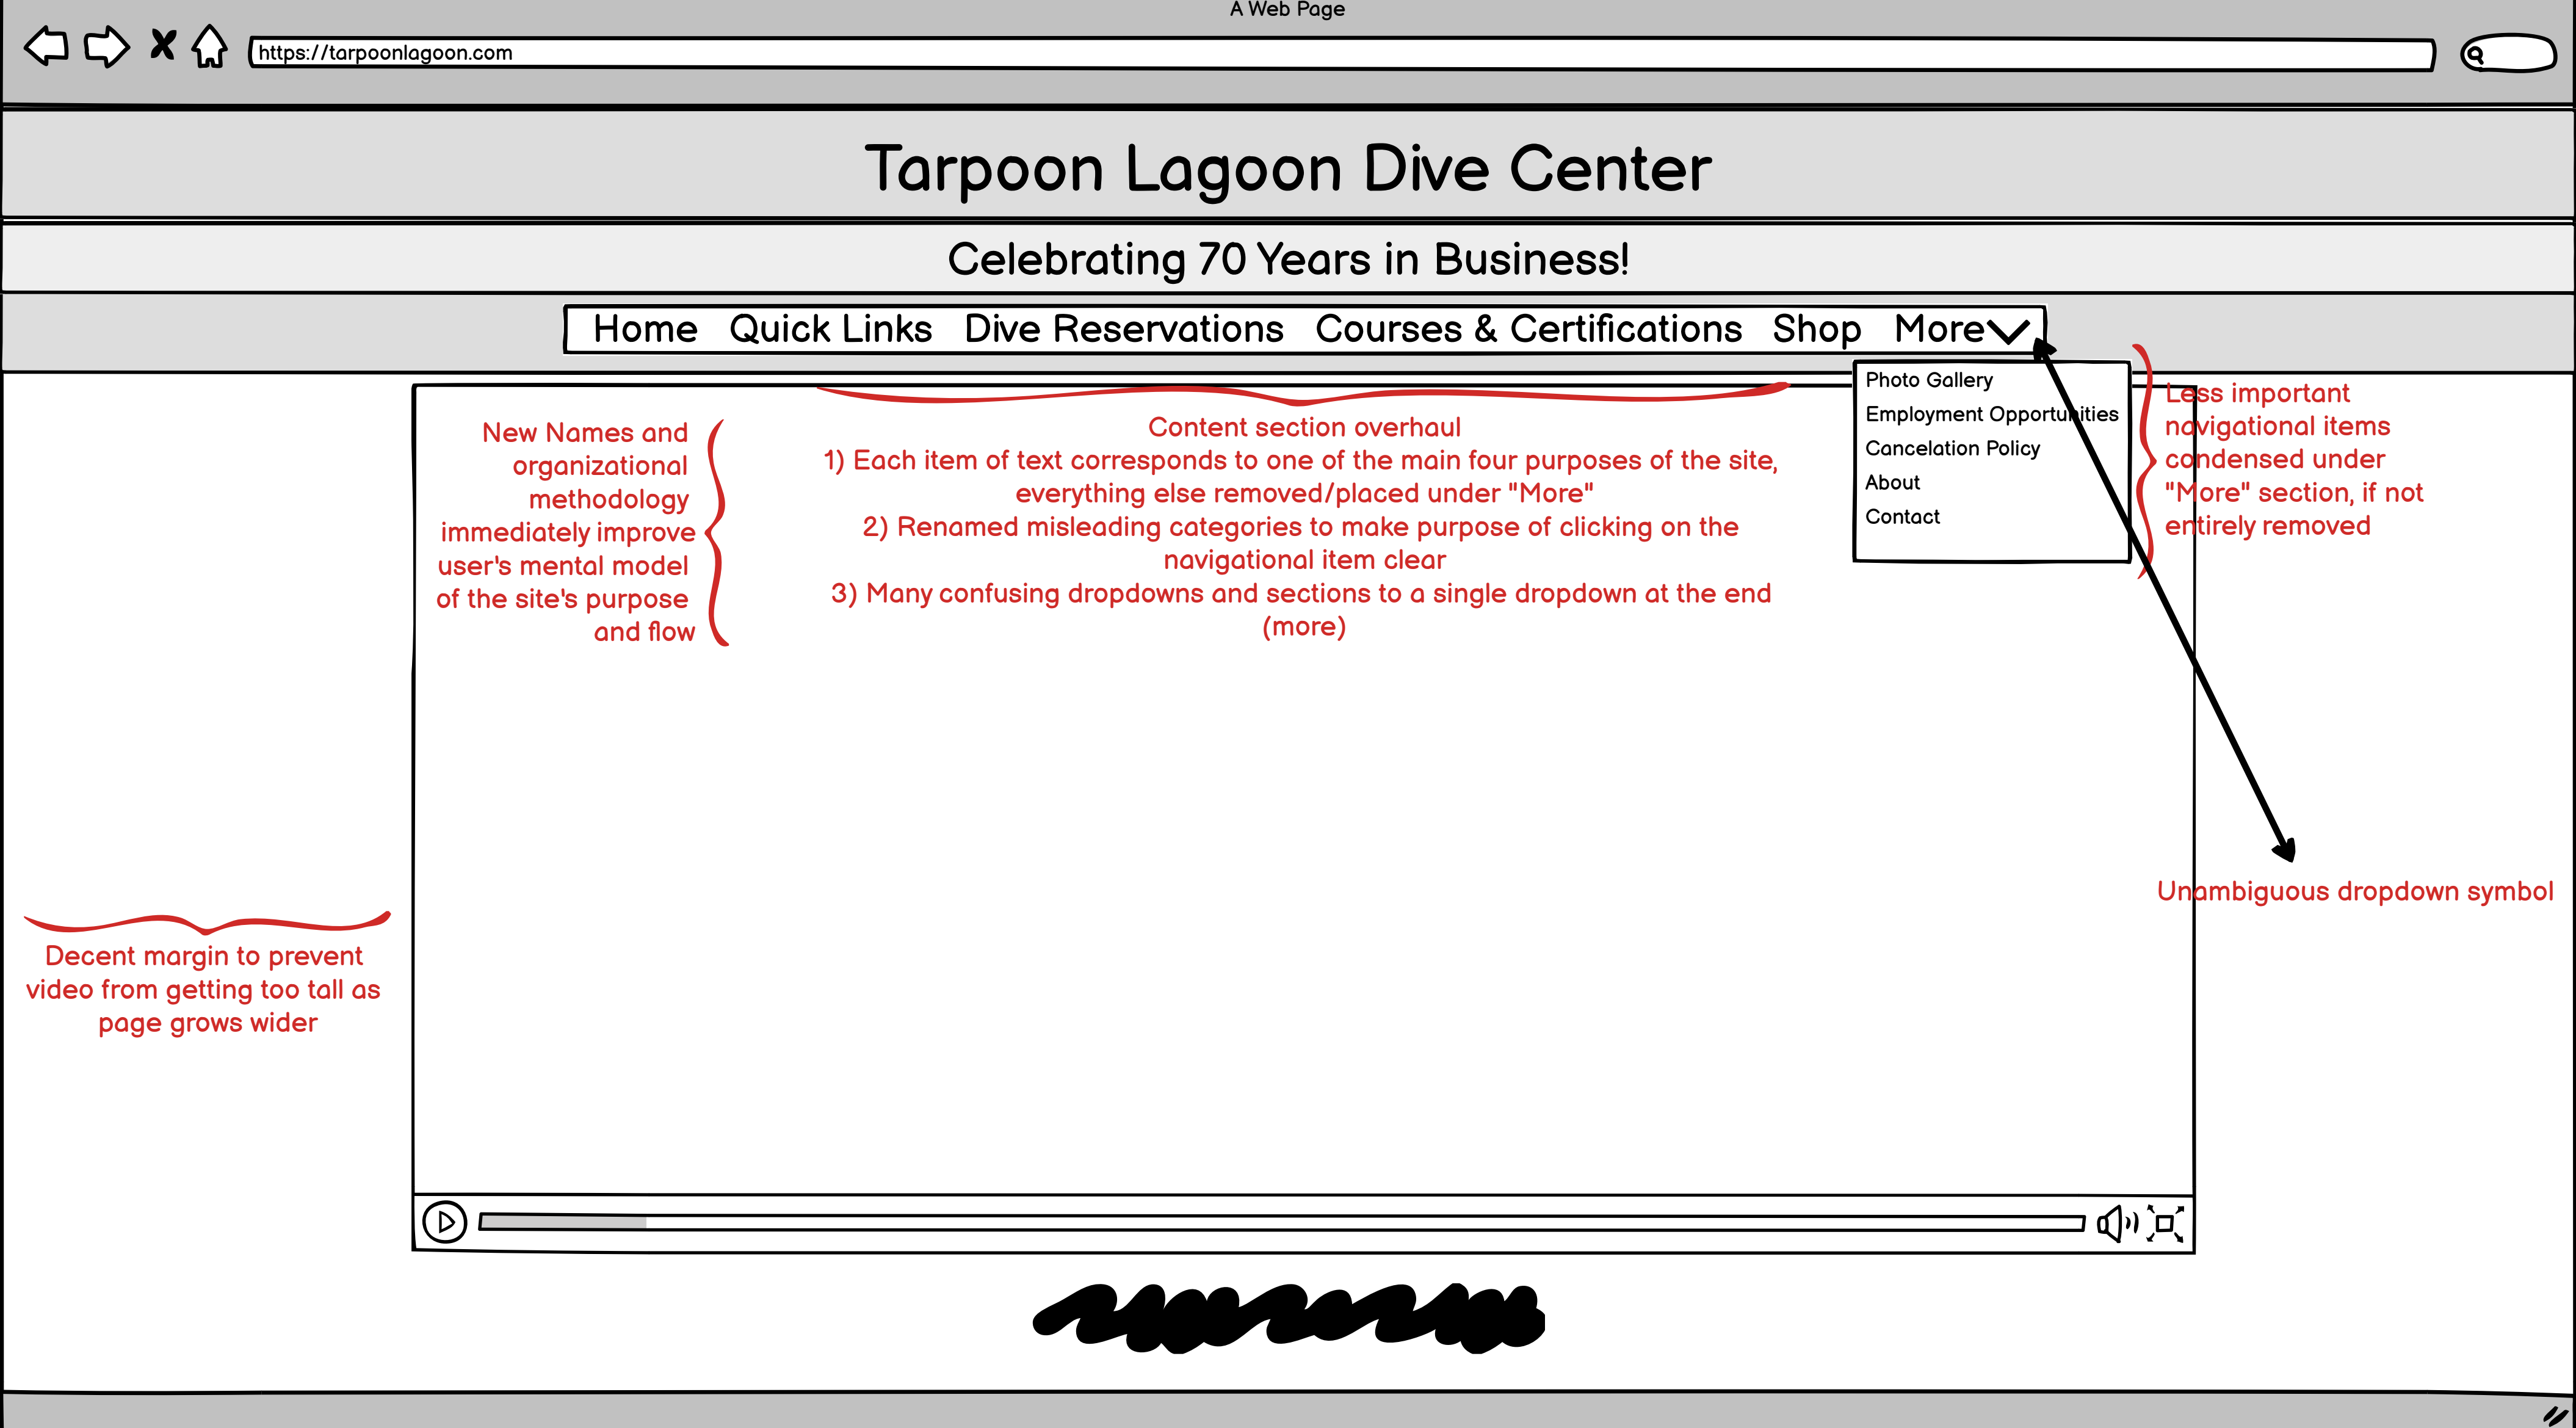 A Web Page
https://tarpoonlagoon.com
Tarpoon Lagoon Dive Center
Celebrating 70 Years in Business!
Home Quick Links Dive Reservations Courses & Certifications Shop More
Photo Gallery
Employment Opportunities
Cancelation Policy
About
Contact
Less important
navigational items
condensed under
"More" section, if not
entirely removed
New Names and
organizational
methodology
immediately improve
user's mental model
of the site's purpose
and flow
Content section overhaul
1) Each item of text corresponds to one of the main four purposes of the site,
everything else removed/placed under "More"
2) Renamed misleading categories to make purpose of clicking on the
navigational item clear
3) Many confusing dropdowns and sections to a single dropdown at the end
(more)
Unambiguous dropdown symbol
Decent margin to prevent
video from getting too tall as
page grows wider